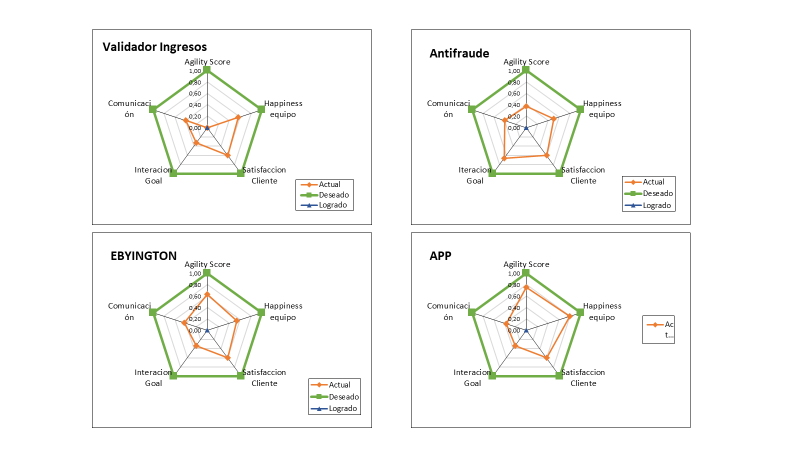 Validador Ingresos
Agility Score
1,00
0,80
0,60
0,40
0,20
0,00
Happiness
equipo
Satisfaccion
Cliente
Interacion
Goal
Comunicaci
ón
Actual
Deseado
Logrado
Antifraude
Agility Score
1,00
0,80
0,60
0,40
0,20
0,00
Happiness
equipo
Satisfaccion
Cliente
Interacion
Goal
Comunicaci
ón
Actual
Deseado
Logrado
EBYINGTON
Agility Score
1,00
0,80
0,60
0,40
0,20
0,00
Happiness
equipo
Satisfaccion
Cliente
Interacion
Goal
Comunicaci
ón
Actual
Deseado
Logrado
APP
Agility Score
1,00
0,80
0,60
0,40
0,20
0,00
Happiness
equipo
Satisfaccion
Cliente
Interacion
Goal
Comunicaci
ón
Ac
t...